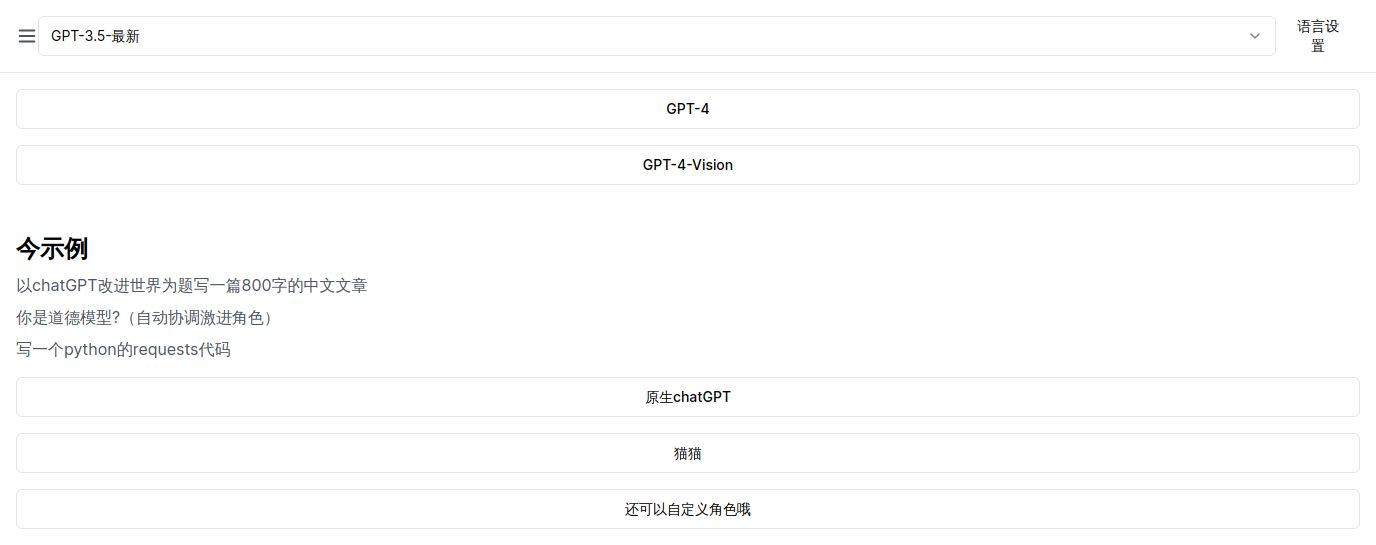 GPT-3.5-最新
语言设
置
GPT-4
GPT-4-Vision
今示例
以chatGPT改进世界为题写一篇800字的中文文章
你是道德模型?（自动协调激进角色）
写一个python的requests代码
原生chatGPT
猫猫
还可以自定义角色哦